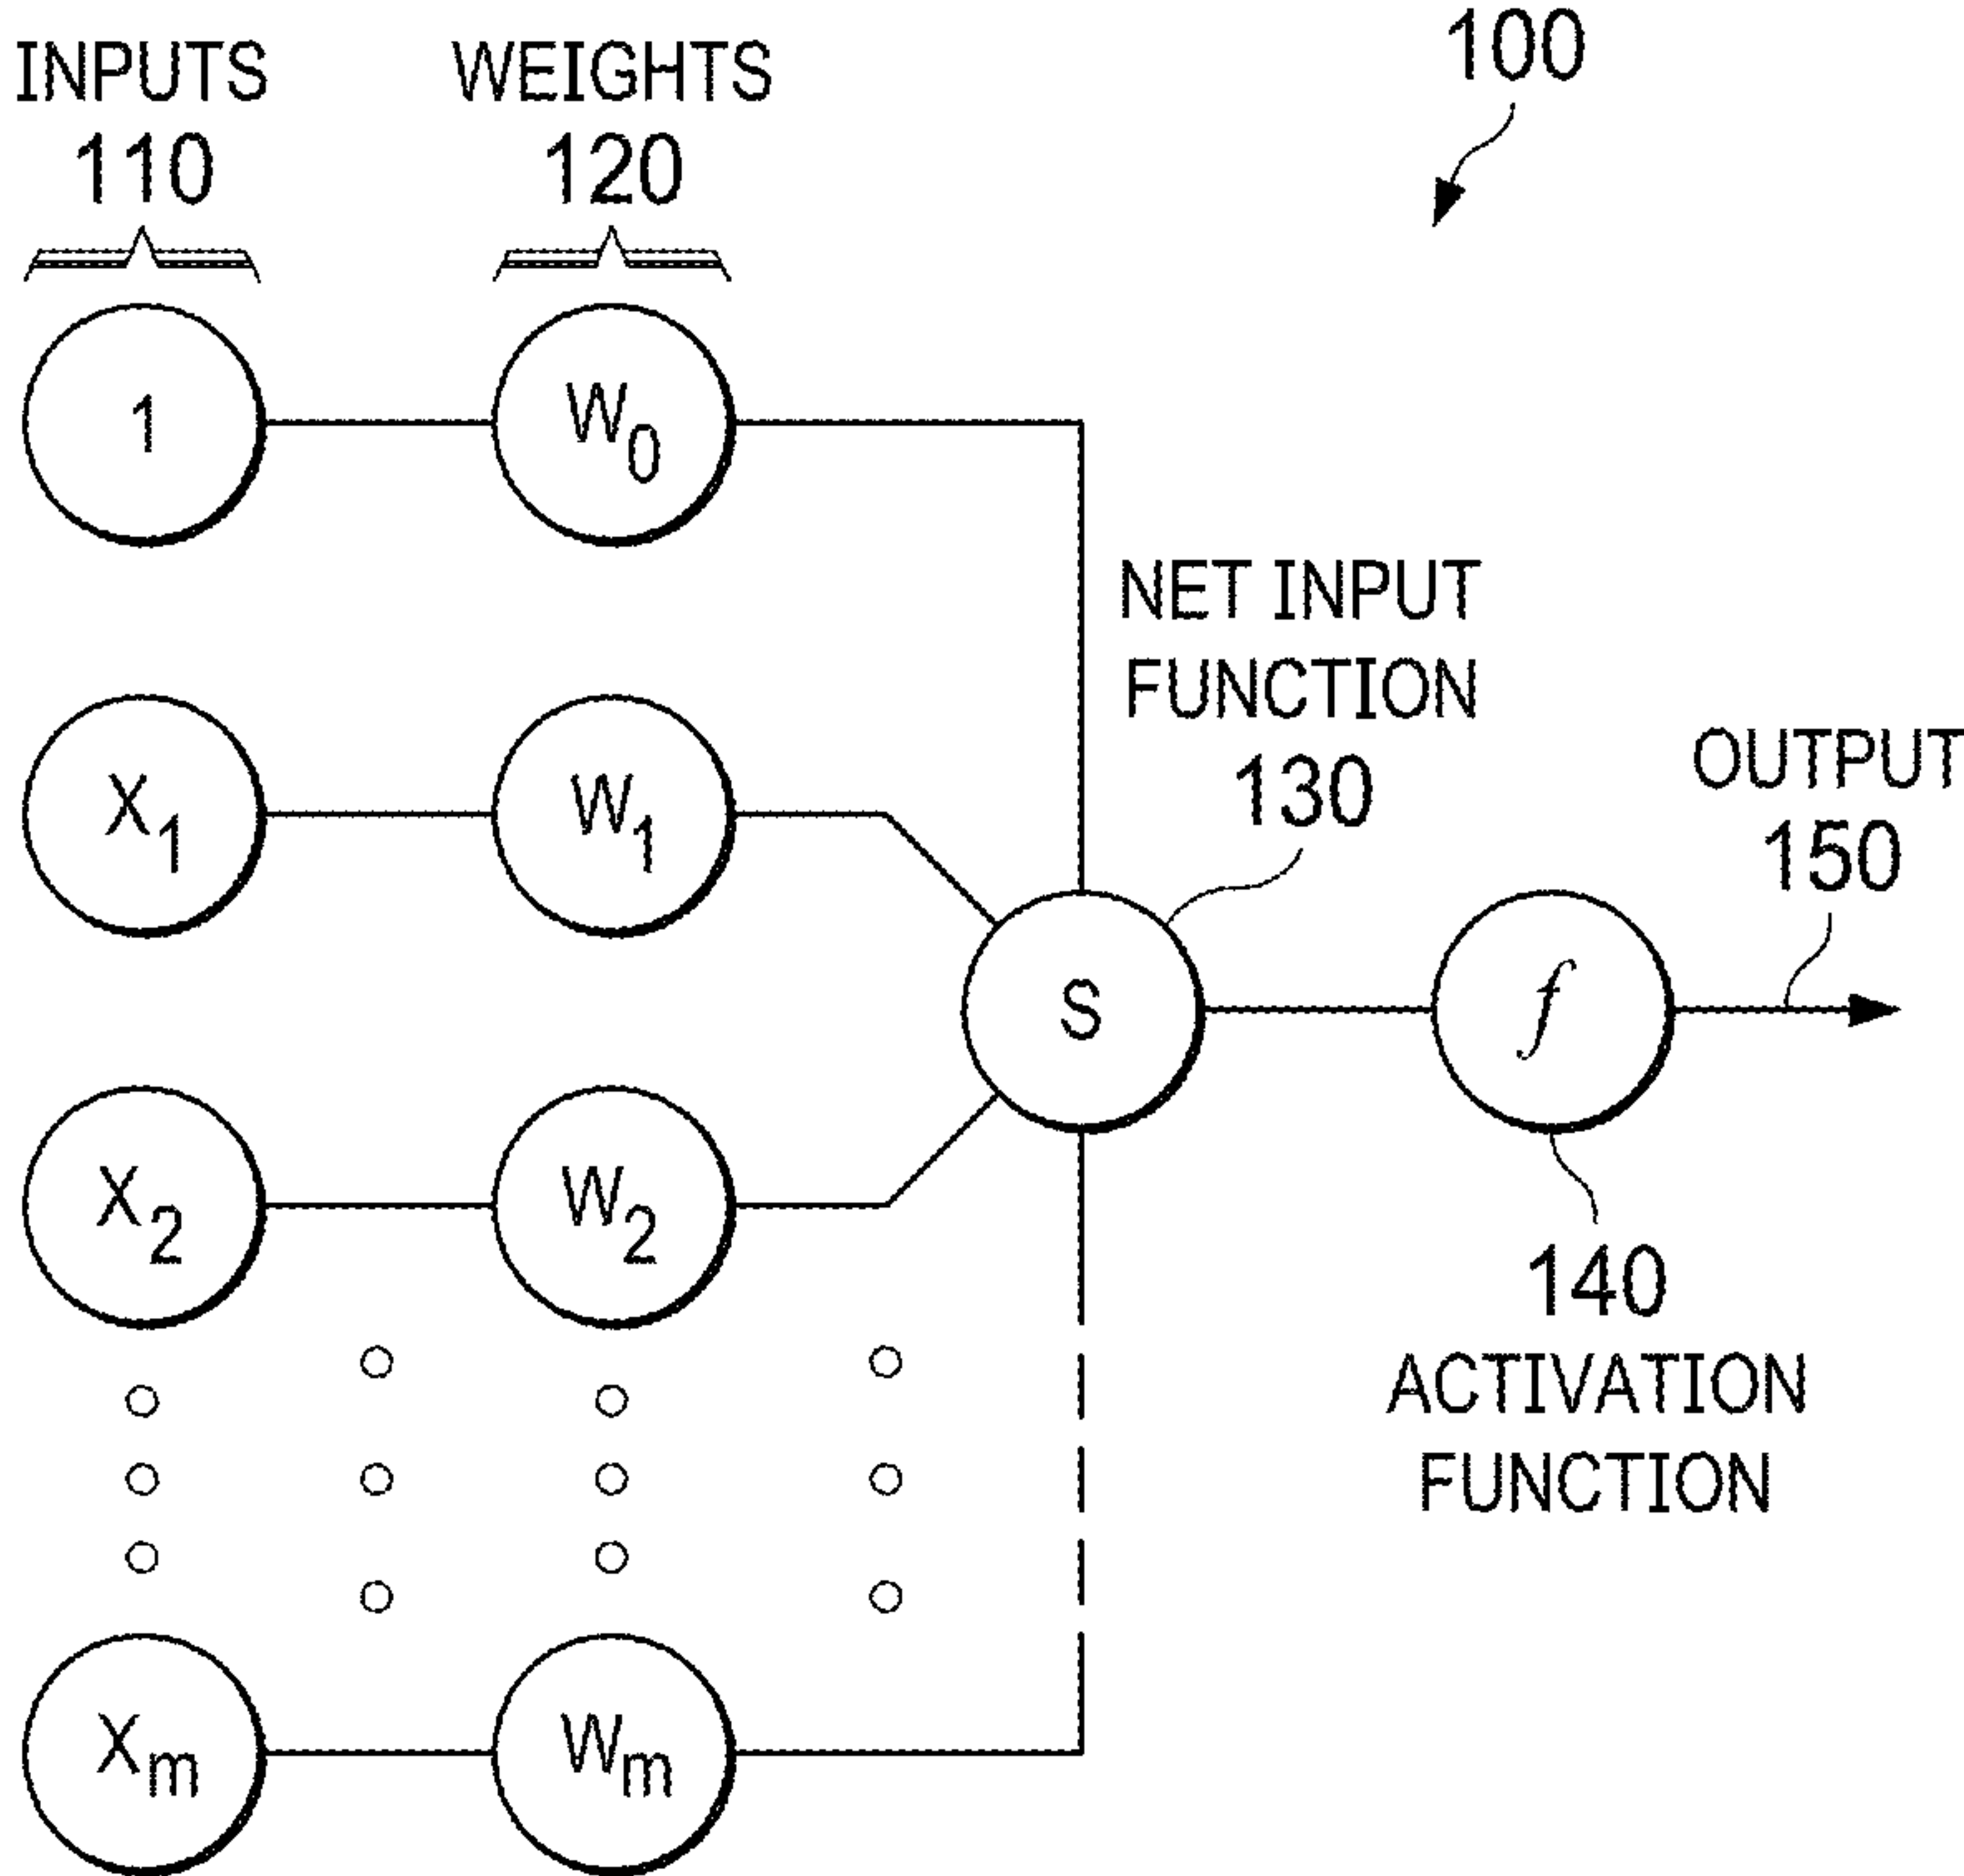 100
INPUTS
110
WEIGHTS
120
1
W0
NET INPUT
FUNCTION
130
X1
W1
OUTPUT
150
S
f
X2
W2
140
ACTIVATION
FUNCTION
Xm
Wm